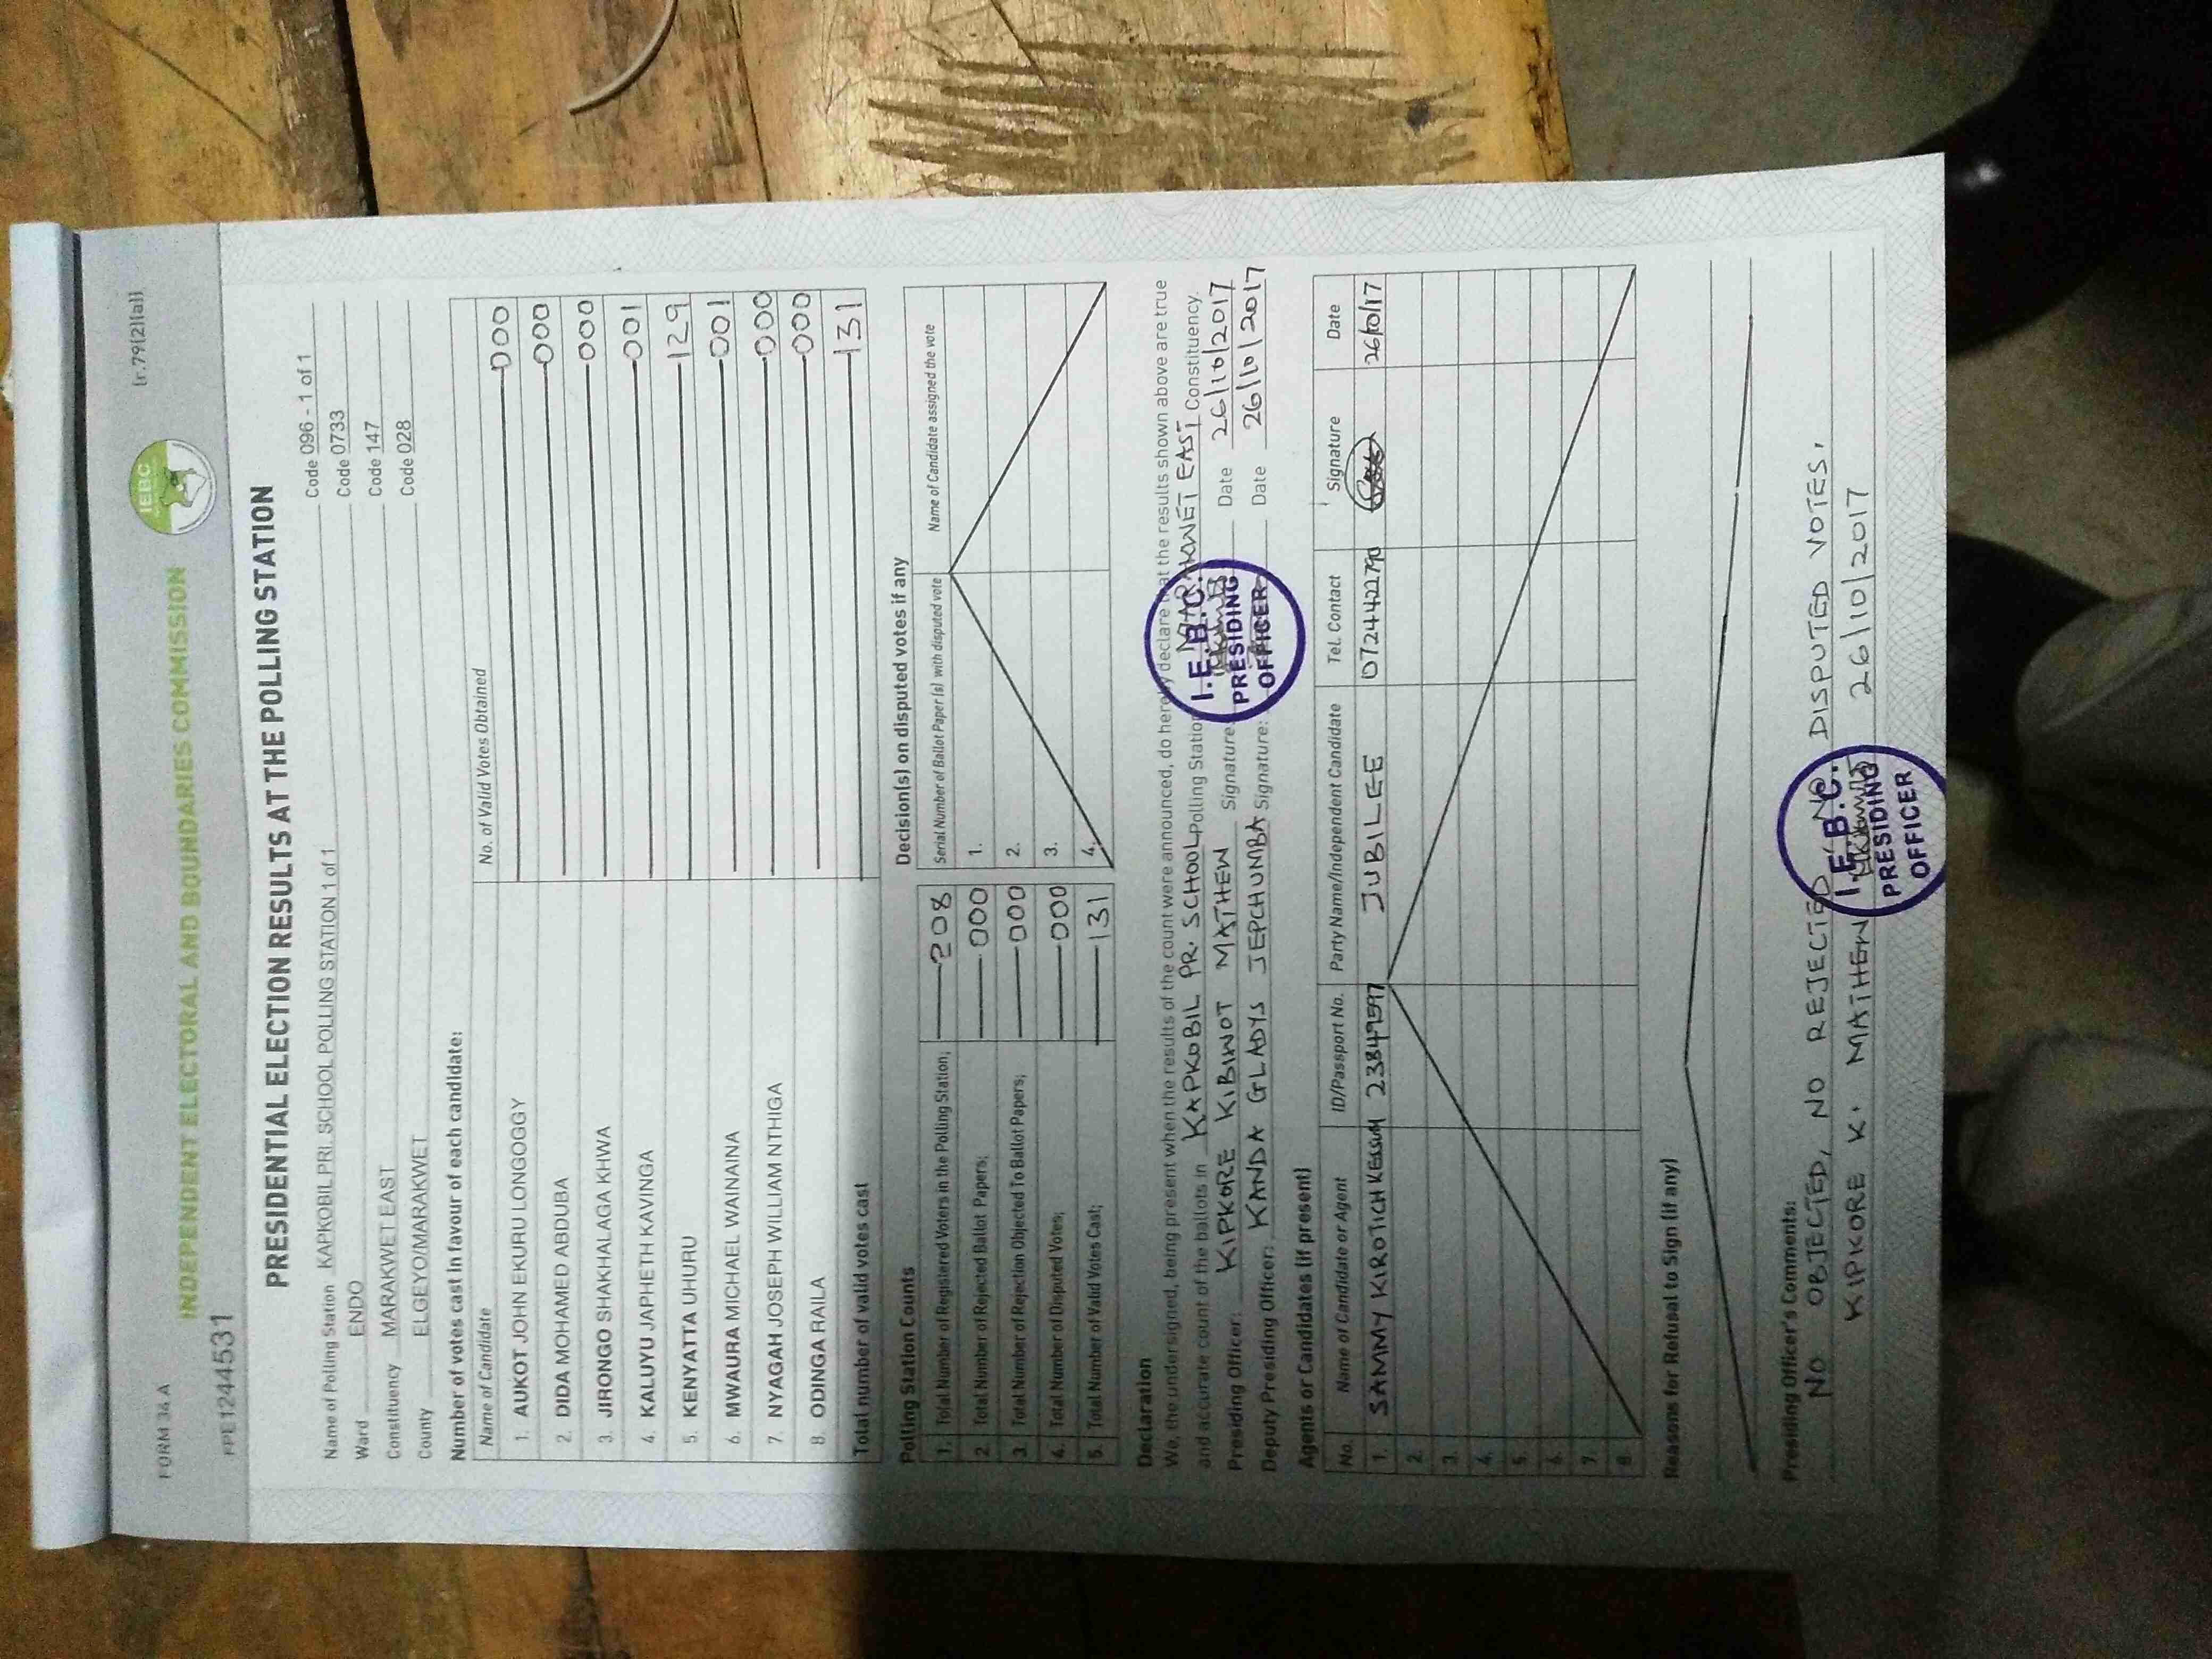 FORM 34 A
(r.79(2)(a))
IEBC
INDEPENDENT ELECTORAL AND BOUNDARIES COMMISSION
PPE1244531
PRESIDENTIAL ELECTION RESULTS AT THE POLLING STATION
Name of Polling Station KAPKOBIL PRI. SCHOOL POLLING STATION 1 of 1 Code 096 - 1 of 1
Ward ENDO Code 0733
Constituency MARAKWET EAST Code 147
County ELGEYO/MARAKWET Code 028
Number of votes cast in favour of each candidate:
Name of Candidate No. of Valid Votes Obtained
1. AUKOT JOHN EKURU LONGOGGY 000
2. DIDA MOHAMED ABDUBA 000
3. JIRONGO SHAKHALAGA KHWA 000
4. KALUYU JAPHETH KAVINGA 001
5. KENYATTA UHURU 129
6. MWAURA MICHAEL WAINAINA 001
7. NYAGAH JOSEPH WILLIAM NTHIGA 000
8. ODINGA RAILA 000
Total number of valid votes cast 131
Polling Station Counts
1. Total Number of Registered Voters in the Polling Station; 208
2. Total Number of Rejected Ballot Papers; 000
3. Total Number of Rejection Objected To Ballot Papers; 000
4. Total Number of Disputed Votes; 000
5. Total Number of Valid Votes Cast; 131
Decision(s) on disputed votes if any
Serial Number of Ballot Paper (s) with disputed vote Name of Candidate assigned the vote
1.
2.
3.
4.
Declaration
We, the undersigned, being present when the results of the count were announced, do hereby declare that the results shown above are true
and accurate count of the ballots in KAPKOBIL PR. SCHOOL Polling Station MARAKWET EAST Constituency.
Presiding Officer: KIPKORE KIBIWOT MATHEW Signature: Date 26/10/2017
Deputy Presiding Officer: KANDA GLADYS JEPCHUMBA Signature: Date 26/10/2017
I.E.B.C.
PRESIDING
OFFICER
Agents or Candidates (if present)
No. Name of Candidate or Agent ID/Passport No. Party Name/Independent Candidate Tel. Contact Signature Date
1. SAMMY KIROTICH KESSUM 23849597 JUBILEE 0724422790 26/10/17
2.
3.
4.
5.
6.
7.
8.
Reasons for Refusal to Sign (if any)
Presiding Officer's Comments:
NO OBJECTED, NO REJECTED, NO DISPUTED VOTES.
KIPKORE K. MATHEW 26/10/2017
I.E.B.C.
PRESIDING
OFFICER